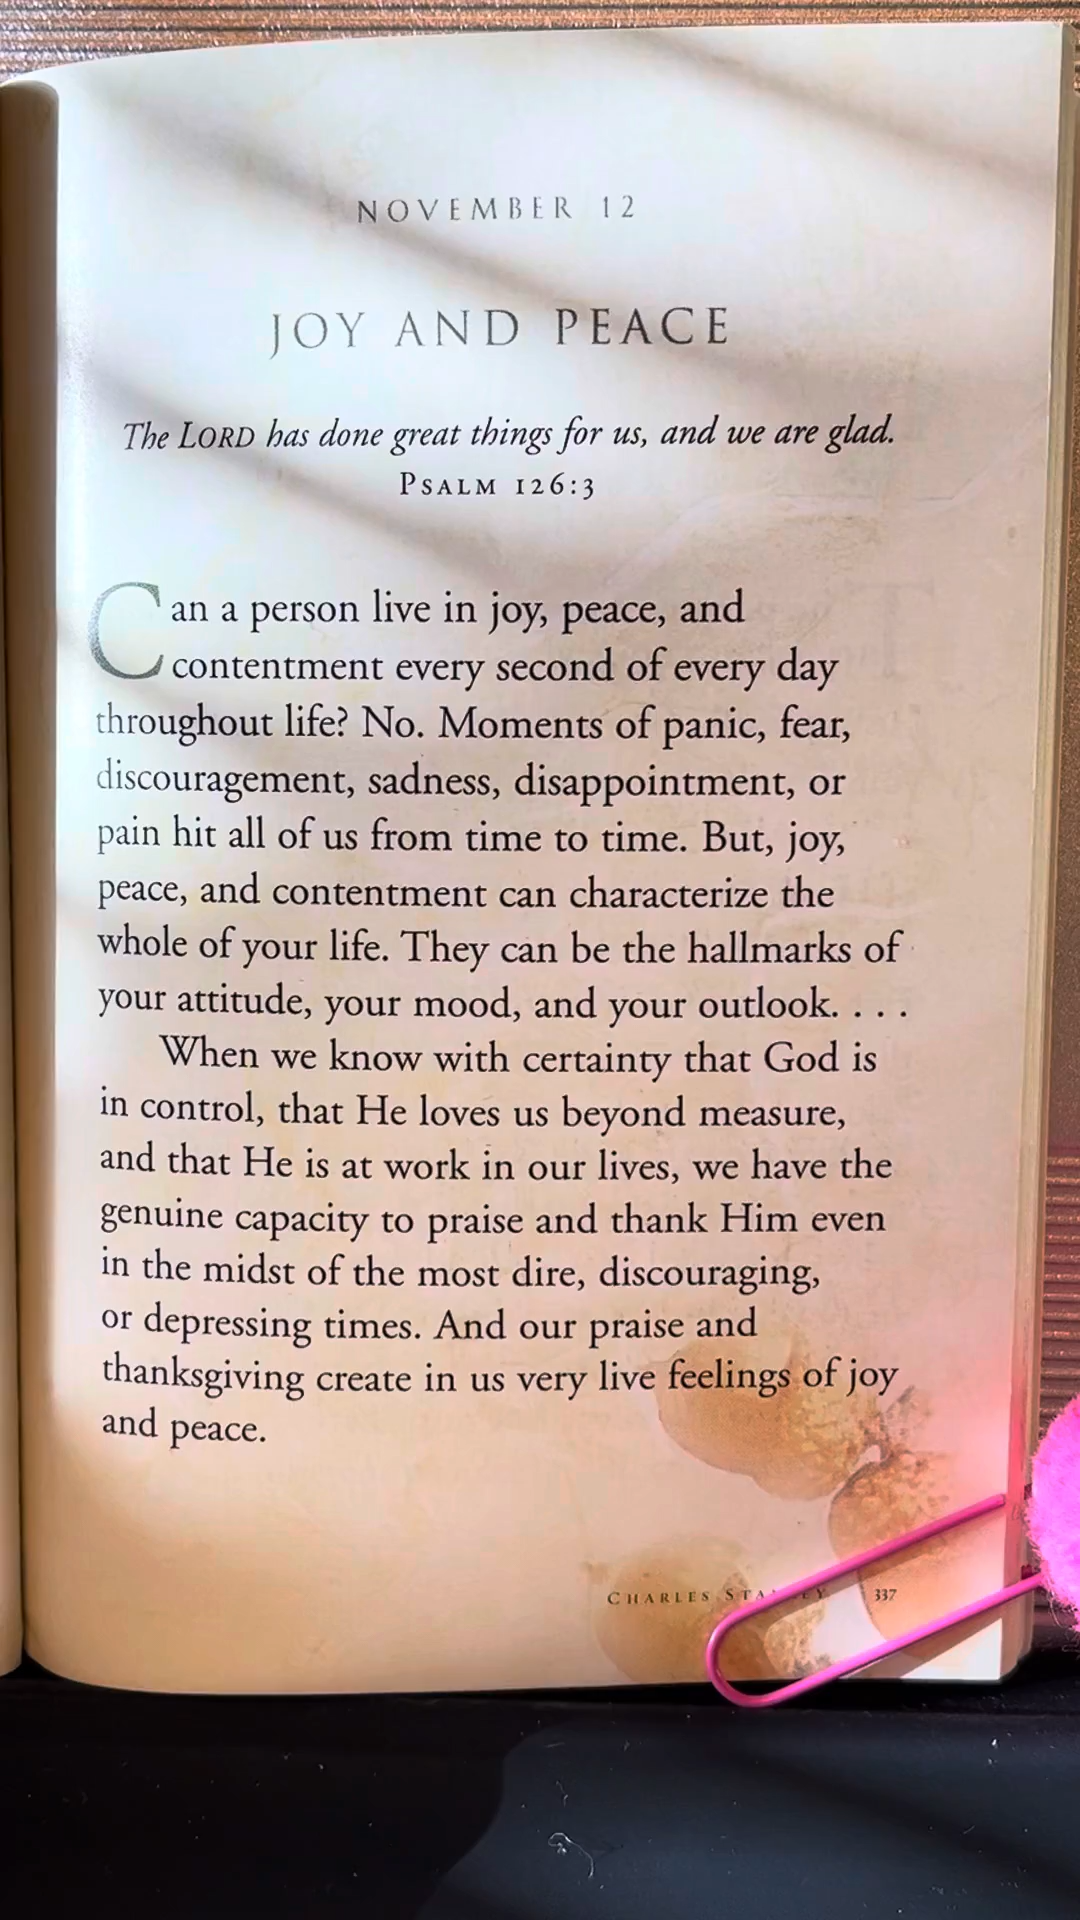 NOVEMBER 12
JOY AND PEACE
The LORD has done great things for us, and we are glad.
PSALM 126:3
Can a person live in joy, peace, and
contentment every second of every day
throughout life? No. Moments of panic, fear,
discouragement, sadness, disappointment, or
pain hit all of us from time to time. But, joy,
peace, and contentment can characterize the
whole of your life. They can be the hallmarks of
your attitude, your mood, and your outlook. . . .
When we know with certainty that God is
in control, that He loves us beyond measure,
and that He is at work in our lives, we have the
genuine capacity to praise and thank Him even
in the midst of the most dire, discouraging,
or depressing times. And our praise and
thanksgiving create in us very live feelings of joy
and peace.
CHARLES 337